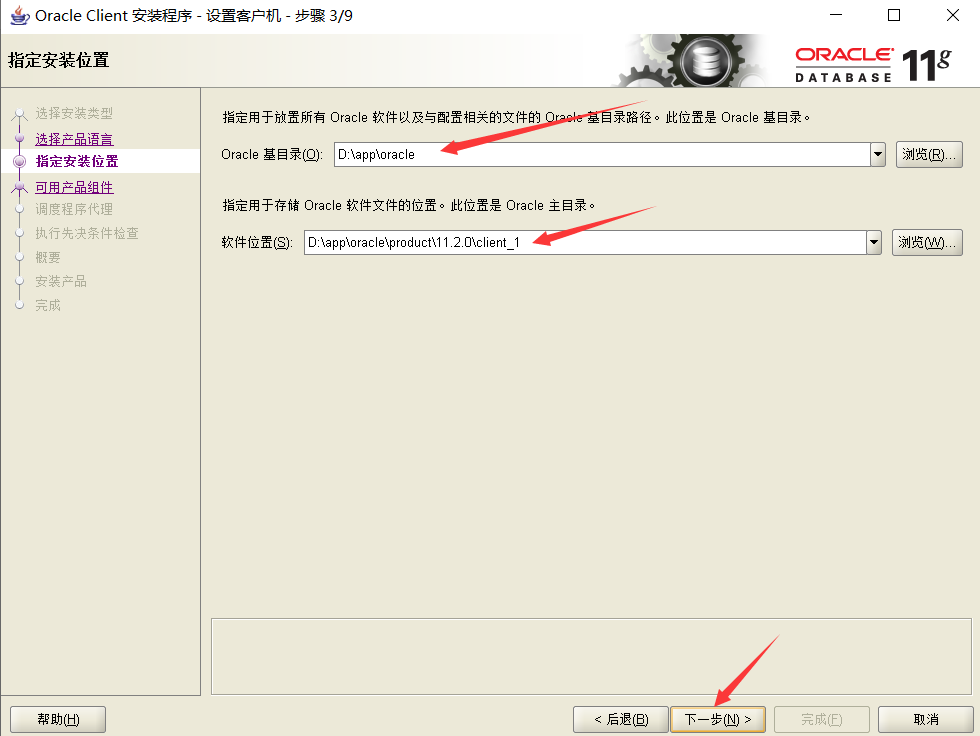 Oracle Client 安装程序 - 设置客户机 - 步骤 3/9
指定安装位置
ORACLE
DATABASE 11g
选择安装类型
选择产品语言
指定安装位置
可用产品组件
调度程序代理
执行先决条件检查
概要
安装产品
完成
指定用于放置所有 Oracle 软件以及与配置相关的文件的 Oracle 基目录路径。此位置是 Oracle 基目录。
Oracle 基目录(O): D:\app\oracle 浏览(R)...
指定用于存储 Oracle 软件文件的位置。此位置是 Oracle 主目录。
软件位置(S): D:\app\oracle\product\11.2.0\client_1 浏览(W)...
帮助(H) < 后退(B) 下一步(N) > 完成(F) 取消